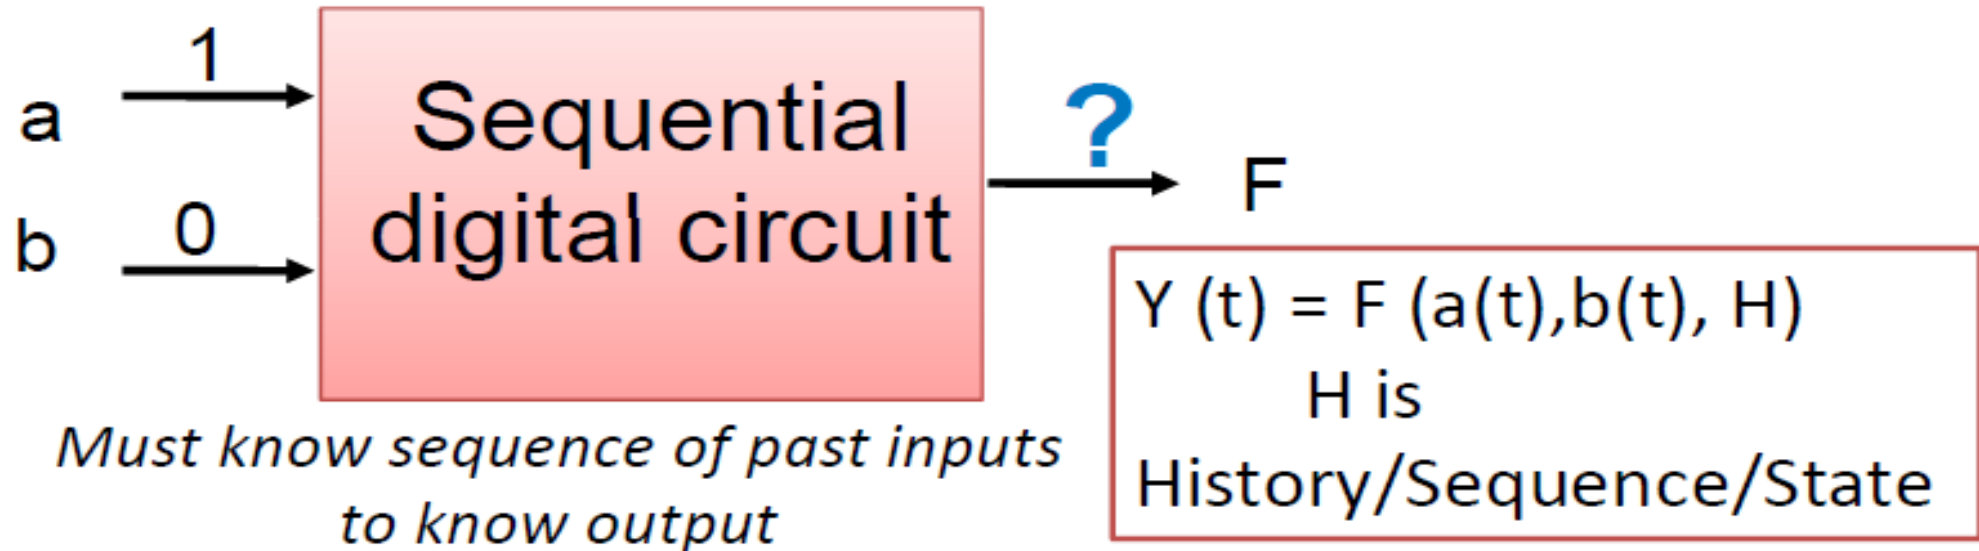 a
1
b
0
Sequential
digital circuit
?
F
Must know sequence of past inputs
to know output
Y (t) = F (a(t),b(t), H)
H is
History/Sequence/State